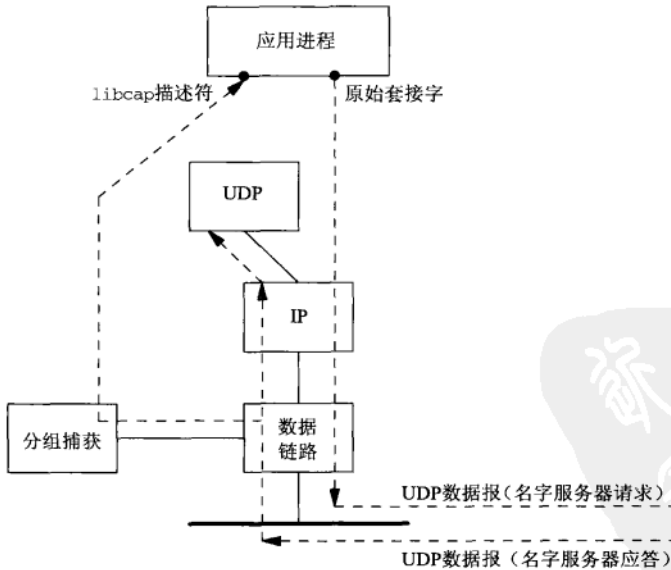 应用进程
libcap描述符
原始套接字
UDP
IP
分组捕获
数据
链路
UDP数据报(名字服务器请求)
UDP数据报(名字服务器应答)